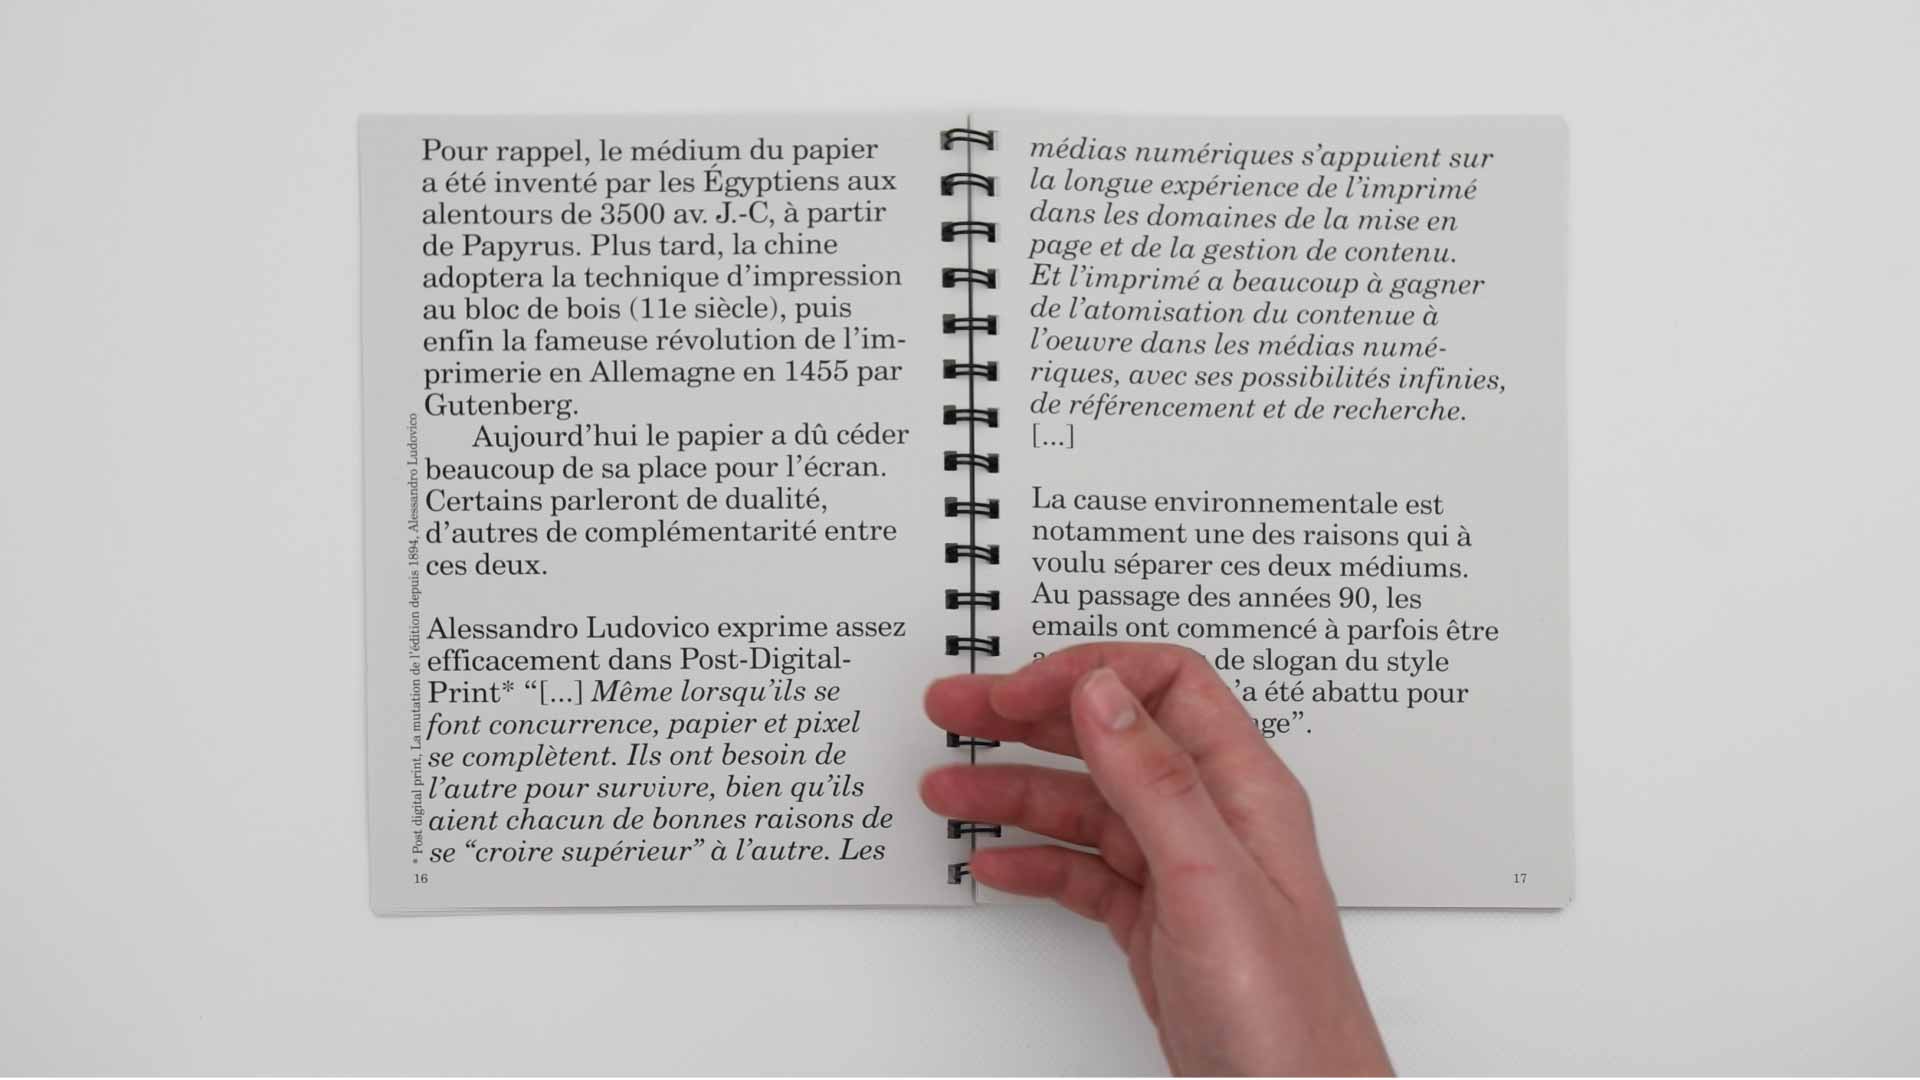 Pour rappel, le médium du papier
a été inventé par les Égyptiens aux
alentours de 3500 av. J.-C, à partir
de Papyrus. Plus tard, la chine
adoptera la technique d’impression
au bloc de bois (11e siècle), puis
enfin la fameuse révolution de l’im-
primerie en Allemagne en 1455 par
Gutenberg.
Aujourd’hui le papier a dû céder
beaucoup de sa place pour l’écran.
Certains parleront de dualité,
d’autres de complémentarité entre
ces deux.
Alessandro Ludovico exprime assez
efficacement dans Post-Digital-
Print* “[...] Même lorsqu’ils se
font concurrence, papier et pixel
se complètent. Ils ont besoin de
l’autre pour survivre, bien qu’ils
aient chacun de bonnes raisons de
se “croire supérieur” à l’autre. Les
* Post digital print, La mutation de l’édition depuis 1894, Alessandro Ludovico
16
médias numériques s’appuient sur
la longue expérience de l’imprimé
dans les domaines de la mise en
page et de la gestion de contenu.
Et l’imprimé a beaucoup à gagner
de l’atomisation du contenue à
l’oeuvre dans les médias numé-
riques, avec ses possibilités infinies,
de référencement et de recherche.
[...]
La cause environnementale est
notamment une des raisons qui à
voulu séparer ces deux médiums.
Au passage des années 90, les
emails ont commencé à parfois être
de slogan du style
’a été abattu pour
17